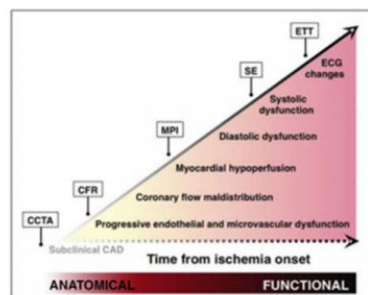 ETT
ECG
changes
SE
Systolic
dysfunction
Diastolic dysfunction
MPI
Myocardial hypoperfusion
CFR
Coronary flow maldistribution
CCTA
Progressive endothelial and microvascular dysfunction
Subclinical CAD
Time from ischemia onset
ANATOMICAL
FUNCTIONAL